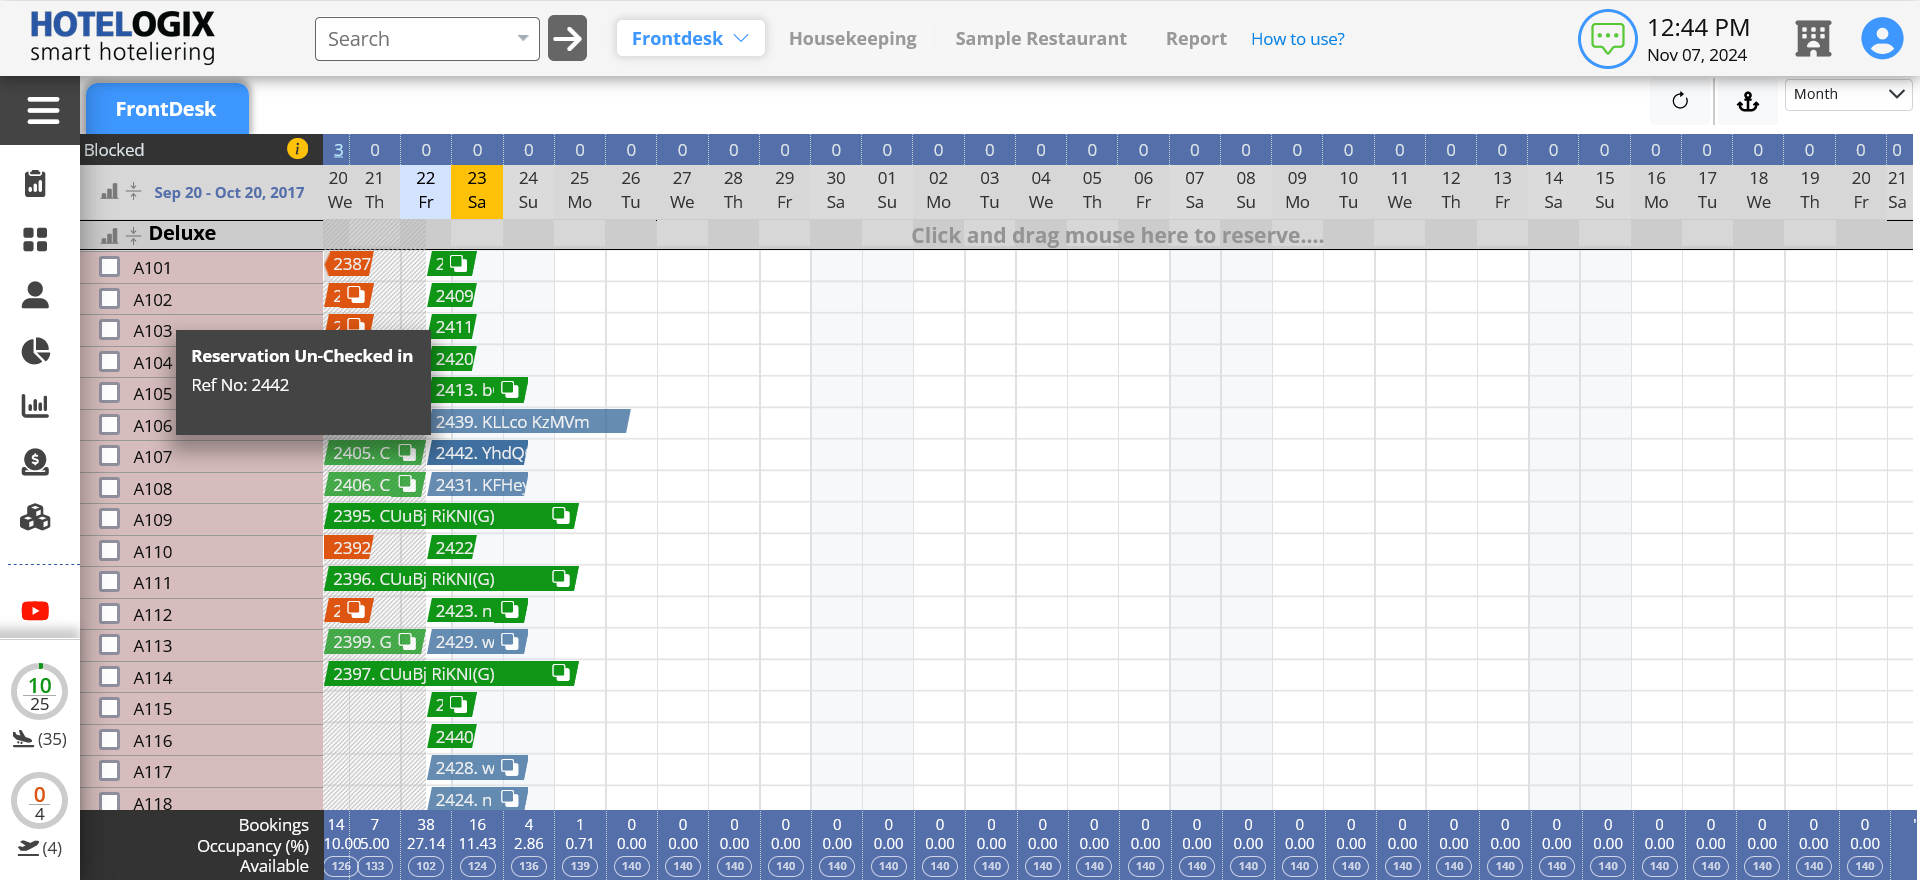 HOTELOGIX
smart hoteliering
Search
Frontdesk
Housekeeping
Sample Restaurant
Report
How to use?
12:44 PM
Nov 07, 2024
FrontDesk
Month
Blocked i 3 0 0 0 0 0 0 0 0 0 0 0 0 0 0 0 0 0 0 0 0 0 0 0 0 0 0 0 0 0 0 0
Sep 20 - Oct 20, 2017
20 21 22 23 24 25 26 27 28 29 30 01 02 03 04 05 06 07 08 09 10 11 12 13 14 15 16 17 18 19 20 21
We Th Fr Sa Su Mo Tu We Th Fr Sa Su Mo Tu We Th Fr Sa Su Mo Tu We Th Fr Sa Su Mo Tu We Th Fr Sa
Deluxe
Click and drag mouse here to reserve....
A101 2387 2
A102 2 2409
A103 2411
A104 2420
A105 2413. b
A106 2439. KLLco KzMVm
Reservation Un-Checked in
Ref No: 2442
A107 2405. C 2442. YhdQ
A108 2406. C 2431. KFHey
A109 2395. CUuBj RiKNI(G)
A110 2392 2422
A111 2396. CUuBj RiKNI(G)
A112 2 2423. n
A113 2399. G 2429. w
A114 2397. CUuBj RiKNI(G)
A115 2
A116 2440
A117 2428. w
A118 2424. n
10
25
(35)
0
4
(4)
Bookings 14 7 38 16 4 1 0 0 0 0 0 0 0 0 0 0 0 0 0 0 0 0 0 0 0 0 0 0 0 0 0
Occupancy (%) 10.00 5.00 27.14 11.43 2.86 0.71 0.00 0.00 0.00 0.00 0.00 0.00 0.00 0.00 0.00 0.00 0.00 0.00 0.00 0.00 0.00 0.00 0.00 0.00 0.00 0.00 0.00 0.00 0.00 0.00 0.00
Available 126 133 102 124 136 139 140 140 140 140 140 140 140 140 140 140 140 140 140 140 140 140 140 140 140 140 140 140 140 140 140